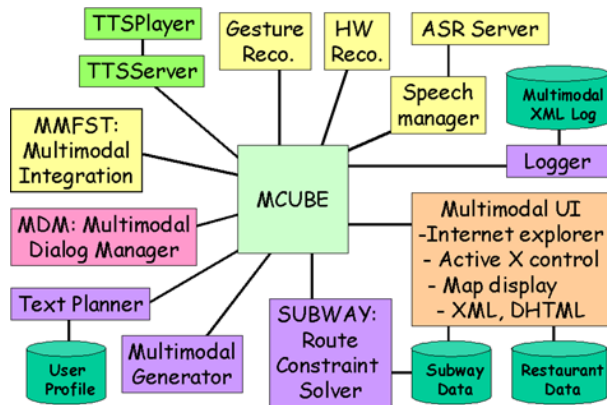 TTSPlayer
TTSServer
Gesture
Reco.
HW
Reco.
ASR Server
Speech
manager
Multimodal
XML Log
Logger
MMFST:
Multimodal
Integration
MCUBE
MDM: Multimodal
Dialog Manager
Multimodal UI
-Internet explorer
- Active X control
- Map display
- XML, DHTML
Text Planner
User
Profile
Multimodal
Generator
SUBWAY:
Route
Constraint
Solver
Subway
Data
Restaurant
Data